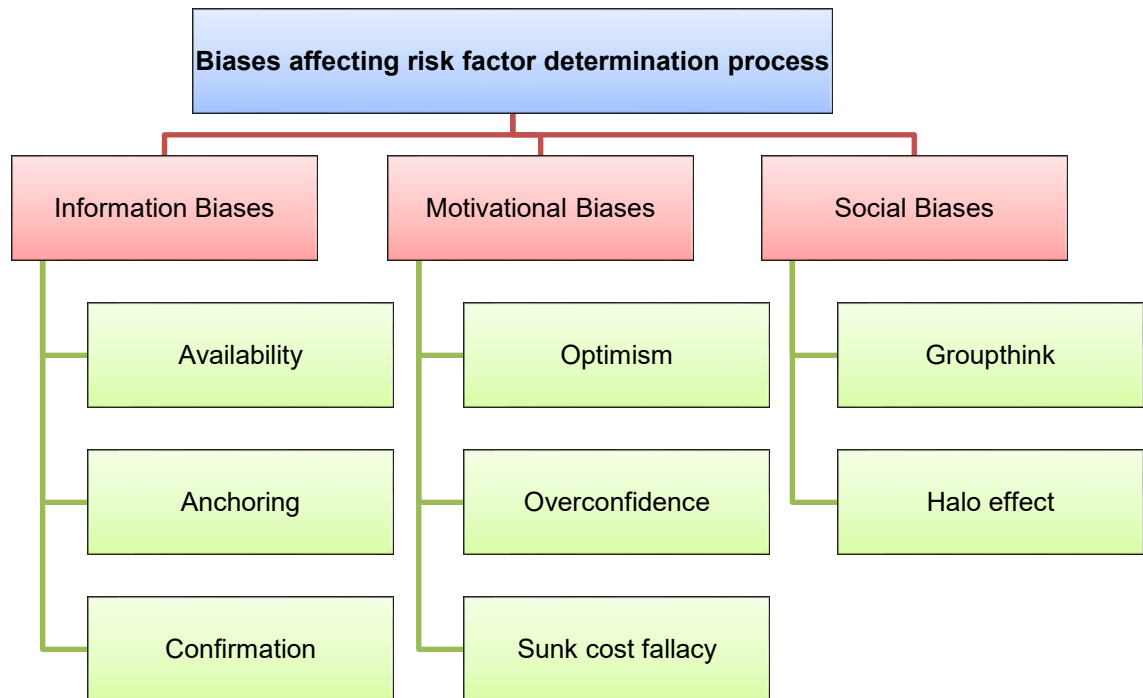 Biases affecting risk factor determination process
Information Biases
Availability
Anchoring
Confirmation
Motivational Biases
Optimism
Overconfidence
Sunk cost fallacy
Social Biases
Groupthink
Halo effect